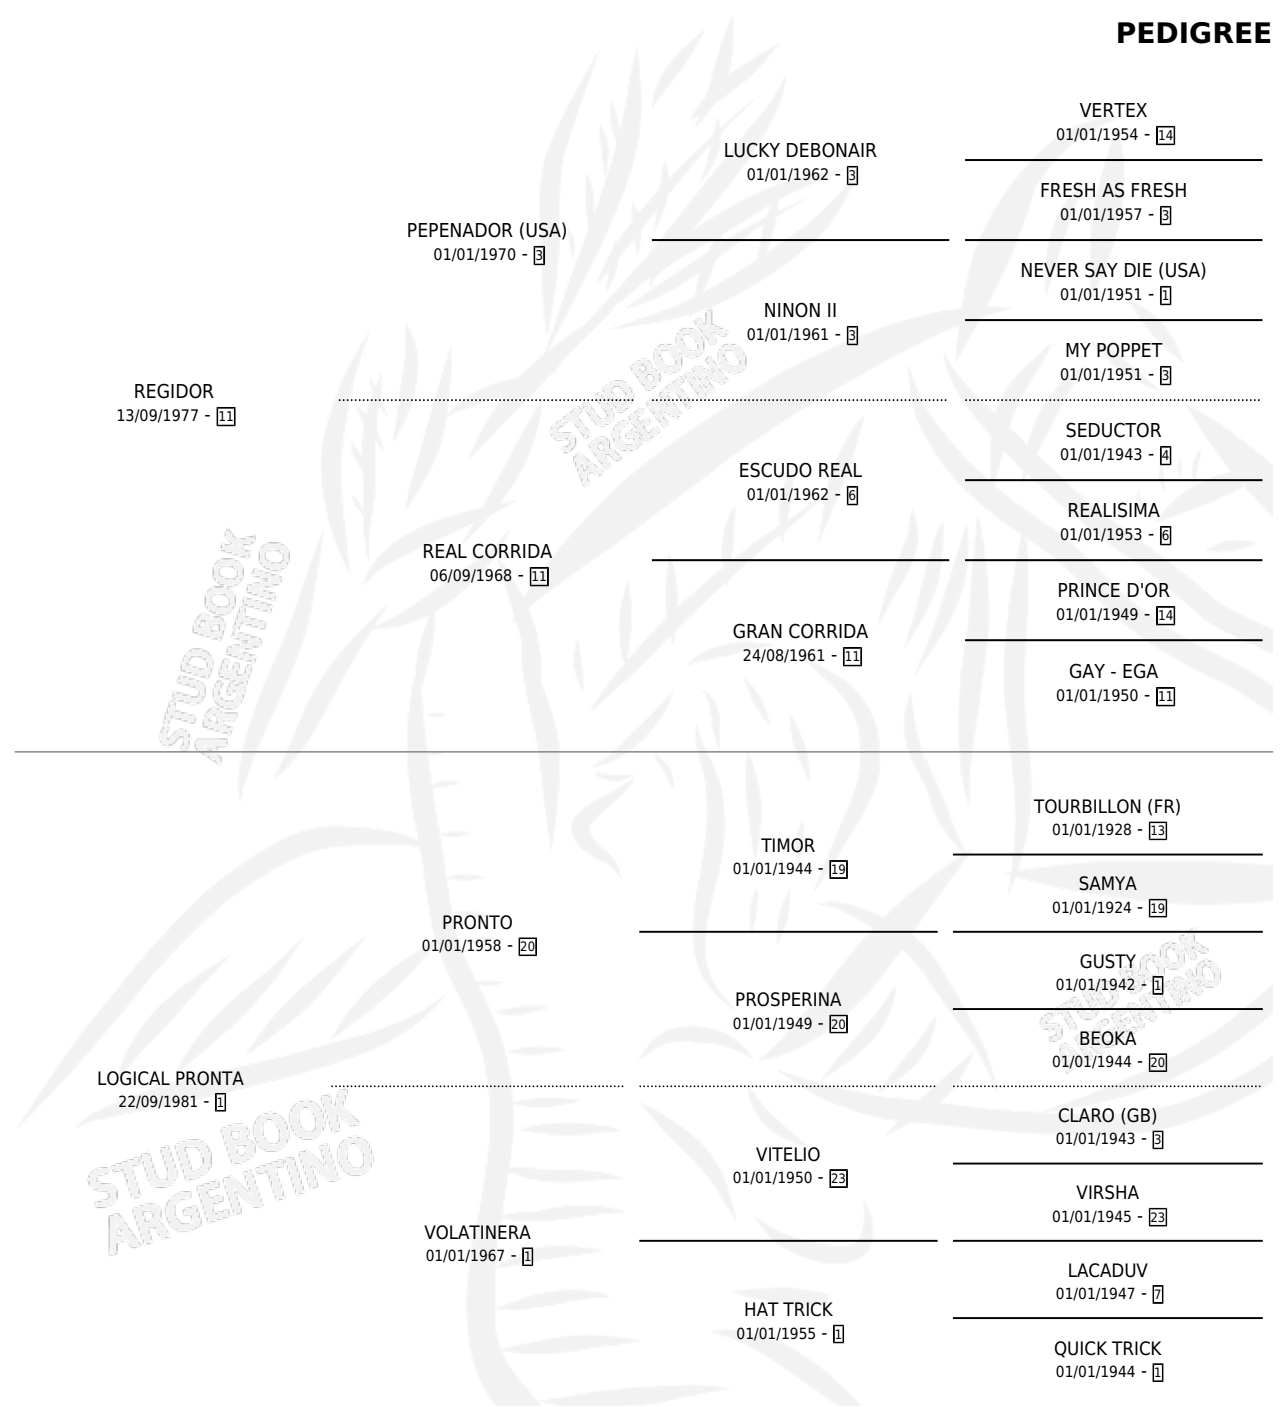 PEDIGREE
VERTEX
01/01/1954 - 14
LUCKY DEBONAIR
01/01/1962 - 3
FRESH AS FRESH
01/01/1957 - 3
PEPENADOR (USA)
01/01/1970 - 3
NEVER SAY DIE (USA)
01/01/1951 - 1
NINON II
01/01/1961 - 3
MY POPPET
01/01/1951 - 3
REGIDOR
13/09/1977 - 11
SEDUCTOR
01/01/1943 - 4
ESCUDO REAL
01/01/1962 - 6
REALISIMA
01/01/1953 - 6
REAL CORRIDA
06/09/1968 - 11
PRINCE D'OR
01/01/1949 - 14
GRAN CORRIDA
24/08/1961 - 11
GAY - EGA
01/01/1950 - 11
TOURBILLON (FR)
01/01/1928 - 13
TIMOR
01/01/1944 - 19
SAMYA
01/01/1924 - 19
PRONTO
01/01/1958 - 20
GUSTY
01/01/1942 - 1
PROSPERINA
01/01/1949 - 20
BEOKA
01/01/1944 - 20
LOGICAL PRONTA
22/09/1981 - 1
CLARO (GB)
01/01/1943 - 3
VITELIO
01/01/1950 - 23
VIRSHA
01/01/1945 - 23
VOLATINERA
01/01/1967 - 1
LACADUV
01/01/1947 - 7
HAT TRICK
01/01/1955 - 1
QUICK TRICK
01/01/1944 - 1
STUD BOOK
ARGENTINO
STUD BOOK
ARGENTINO
STUD BOOK
ARGENTINO
STUD BOOK
ARGENTINO